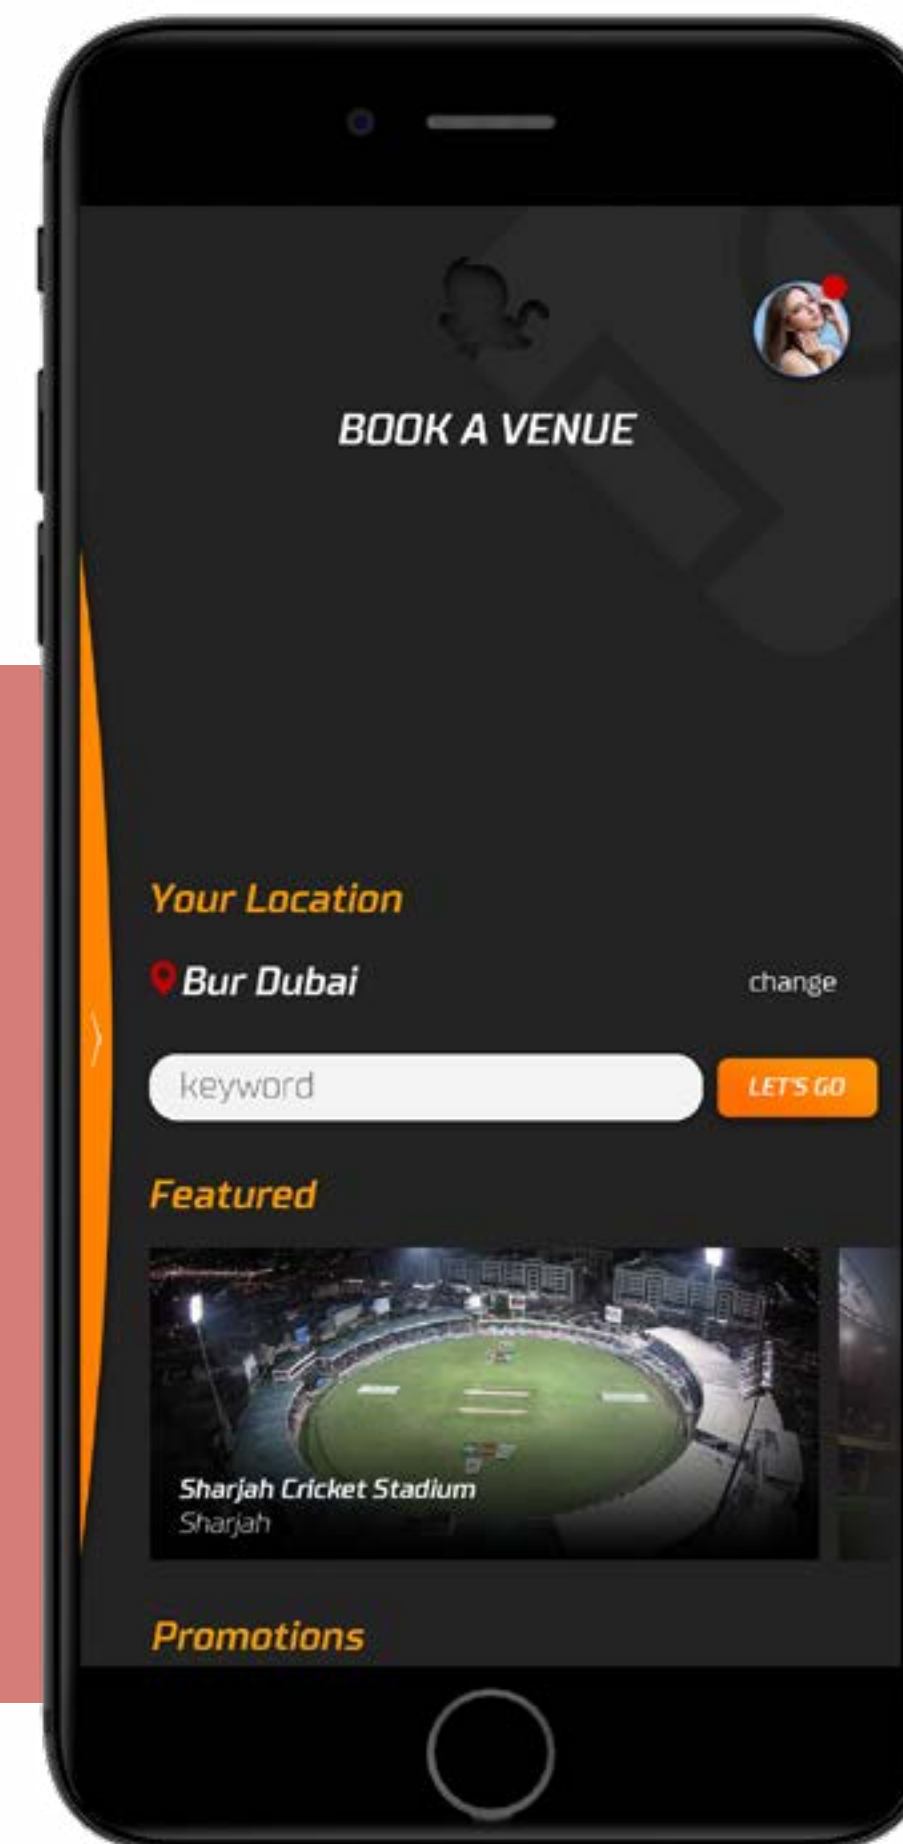 BOOK A VENUE
Your Location
Bur Dubai
change
keyword
LET'S GO
Featured
Sharjah Cricket Stadium
Sharjah
Promotions